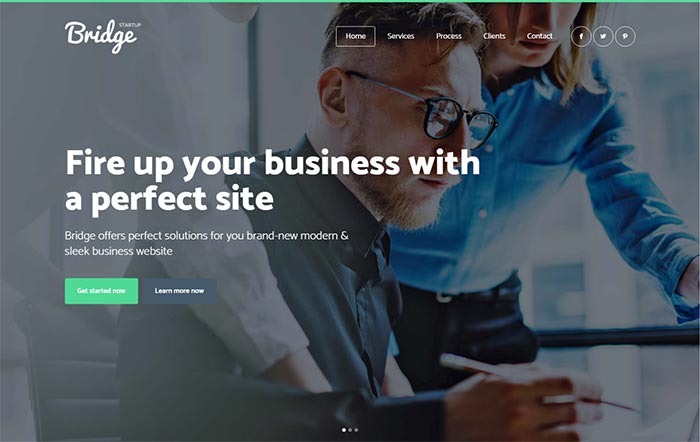 Bridge STARTUP
Home Services Process Clients Contact
Fire up your business with
a perfect site
Bridge offers perfect solutions for you brand-new modern &
sleek business website
Get started now Learn more now